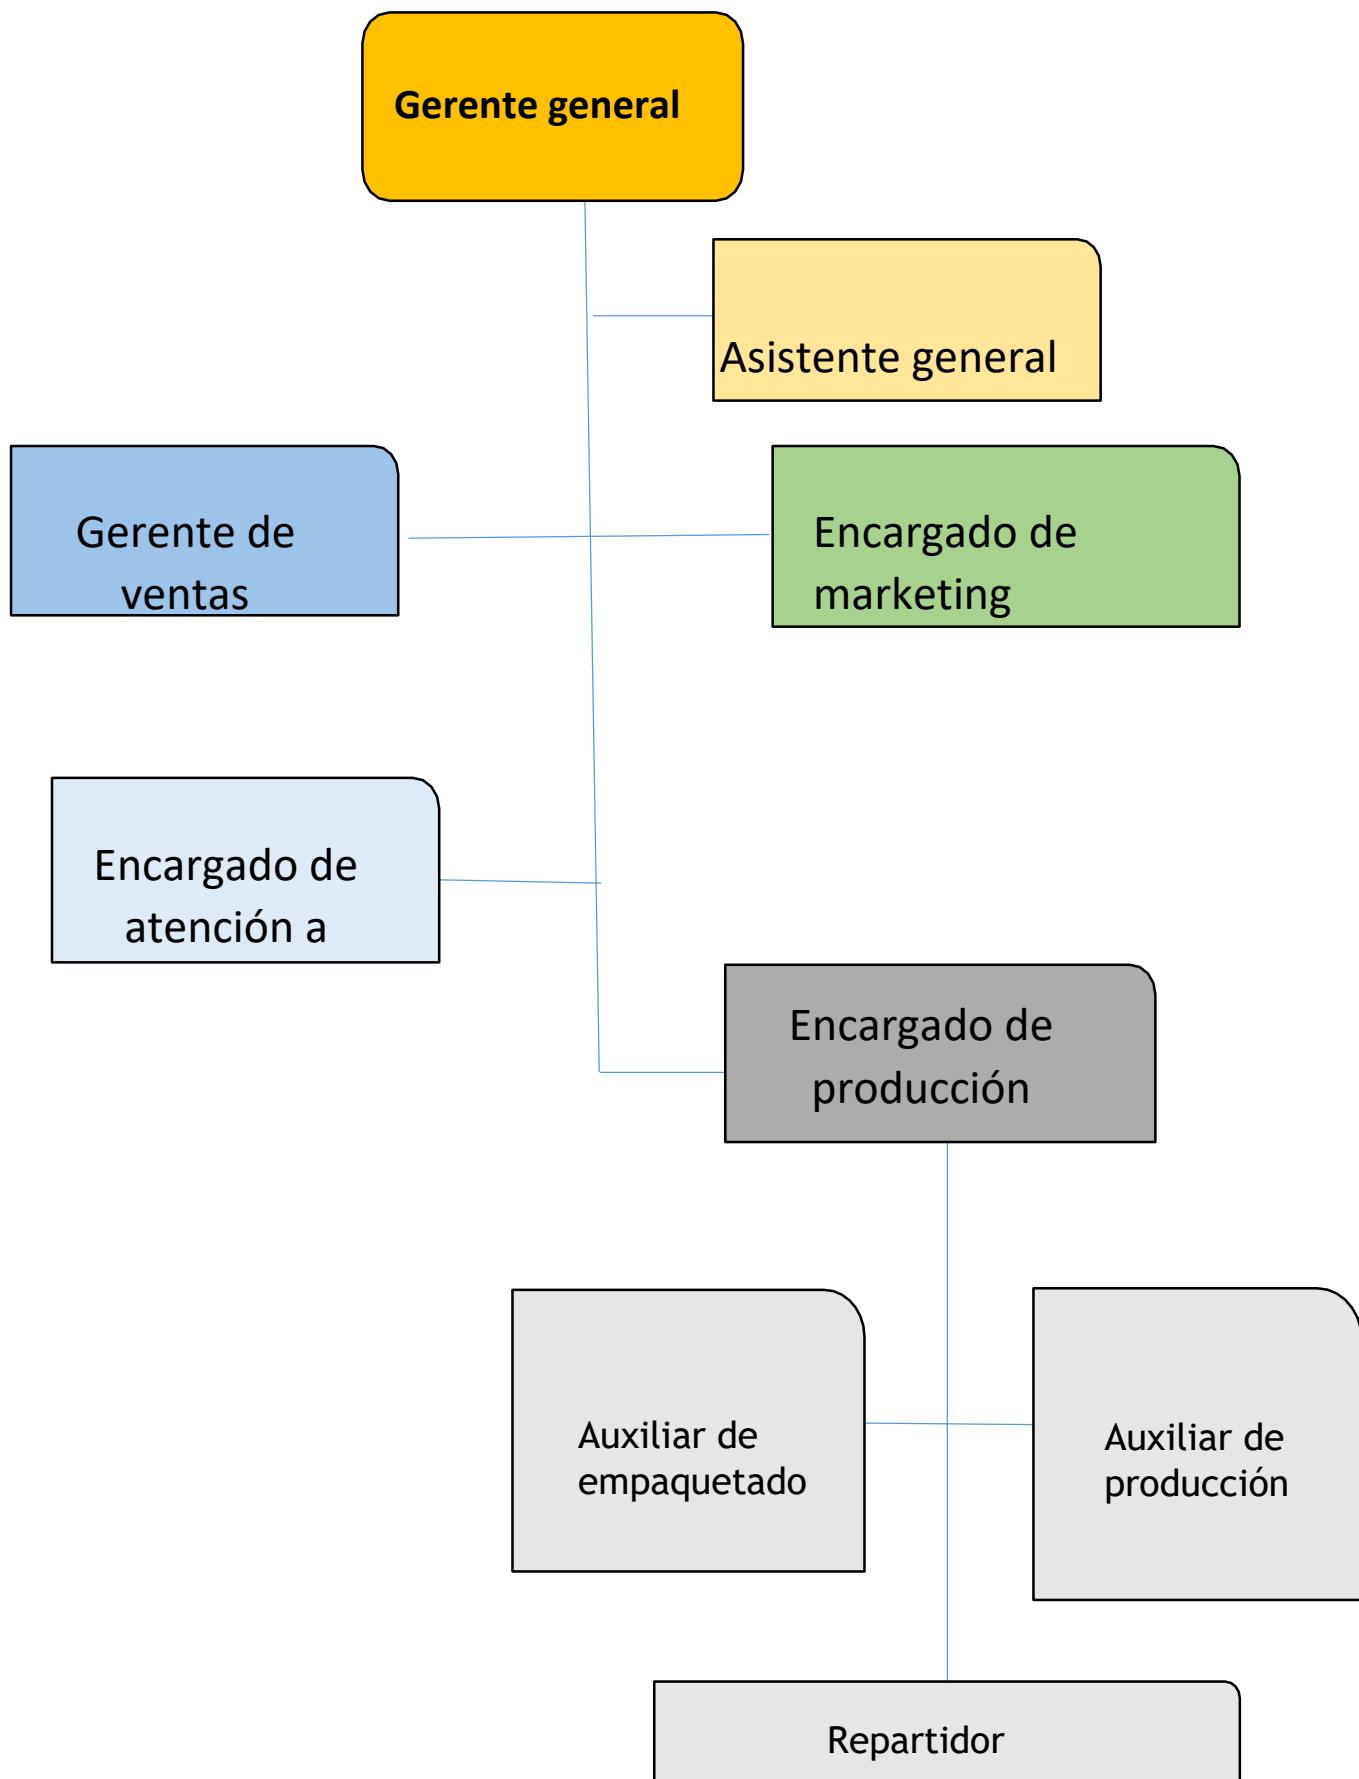 Gerente general
Asistente general
Gerente de
ventas
Encargado de
marketing
Encargado de
atención a
Encargado de
producción
Auxiliar de
empaquetado
Auxiliar de
producción
Repartidor